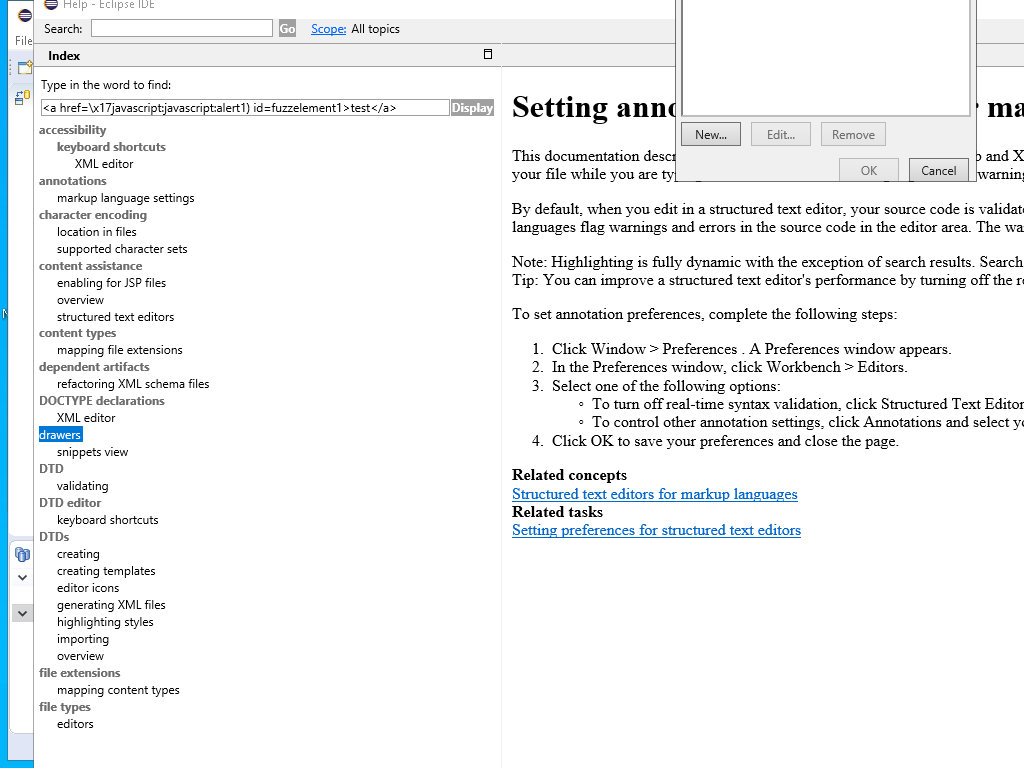 Help - Eclipse IDE
File
Search:
Go
Scope: All topics
Index
Type in the word to find:
<a href=\x17javascript:javascript:alert1) id=fuzzelement1>test</a>
Display
accessibility
keyboard shortcuts
XML editor
annotations
markup language settings
character encoding
location in files
supported character sets
content assistance
enabling for JSP files
overview
structured text editors
content types
mapping file extensions
dependent artifacts
refactoring XML schema files
DOCTYPE declarations
XML editor
drawers
snippets view
DTD
validating
DTD editor
keyboard shortcuts
DTDs
creating
creating templates
editor icons
generating XML files
highlighting styles
importing
overview
file extensions
mapping content types
file types
editors
New...
Edit...
Remove
OK
Cancel
Setting
This documentation
your file while you are
By default, when you edit in a structured text editor, your source code is
languages flag warnings and errors in the source code in the editor area. The
Note: Highlighting is fully dynamic with the exception of search results. Search
Tip: You can improve a structured text editor's performance by turning off the
To set annotation preferences, complete the following steps:
1. Click Window > Preferences . A Preferences window appears.
2. In the Preferences window, click Workbench > Editors.
3. Select one of the following options:
◦ To turn off real-time syntax validation, click Structured Text Editor
◦ To control other annotation settings, click Annotations and select
4. Click OK to save your preferences and close the page.
Related concepts
Structured text editors for markup languages
Related tasks
Setting preferences for structured text editors